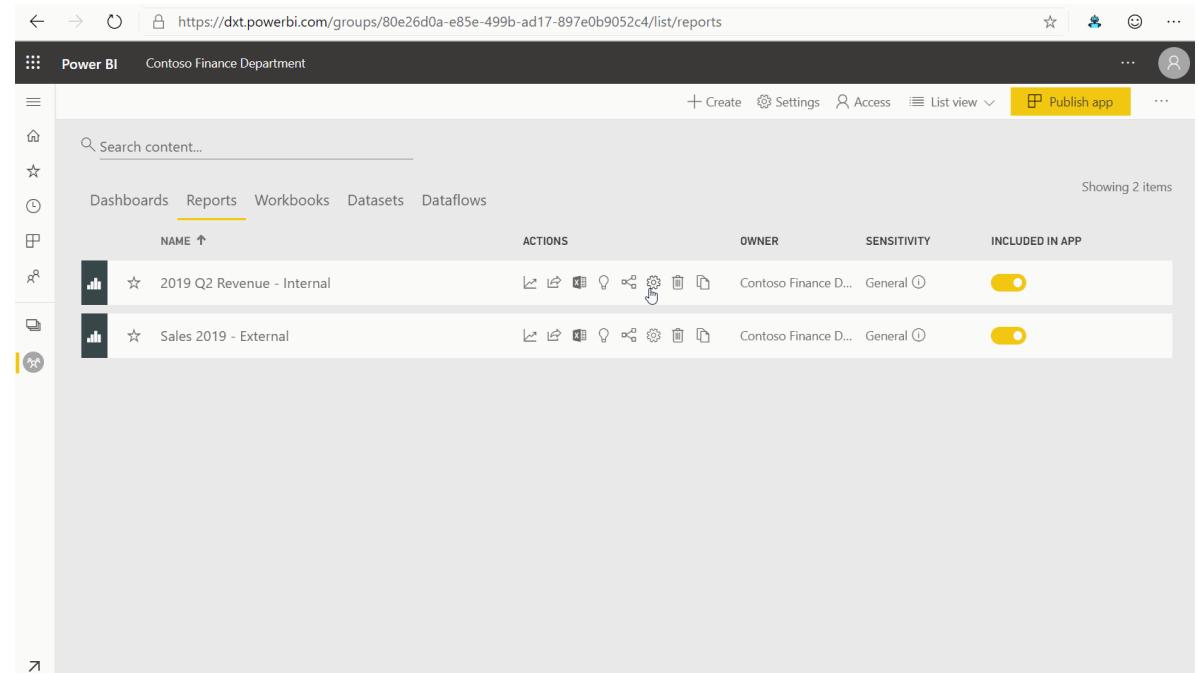 https://dxt.powerbi.com/groups/80e26d0a-e85e-499b-ad17-897e0b9052c4/list/reports
Power BI Contoso Finance Department
Create Settings Access List view Publish app
Search content...
Showing 2 items
Dashboards Reports Workbooks Datasets Dataflows
NAME ACTIONS OWNER SENSITIVITY INCLUDED IN APP
2019 Q2 Revenue - Internal Contoso Finance D... General
Sales 2019 - External Contoso Finance D... General